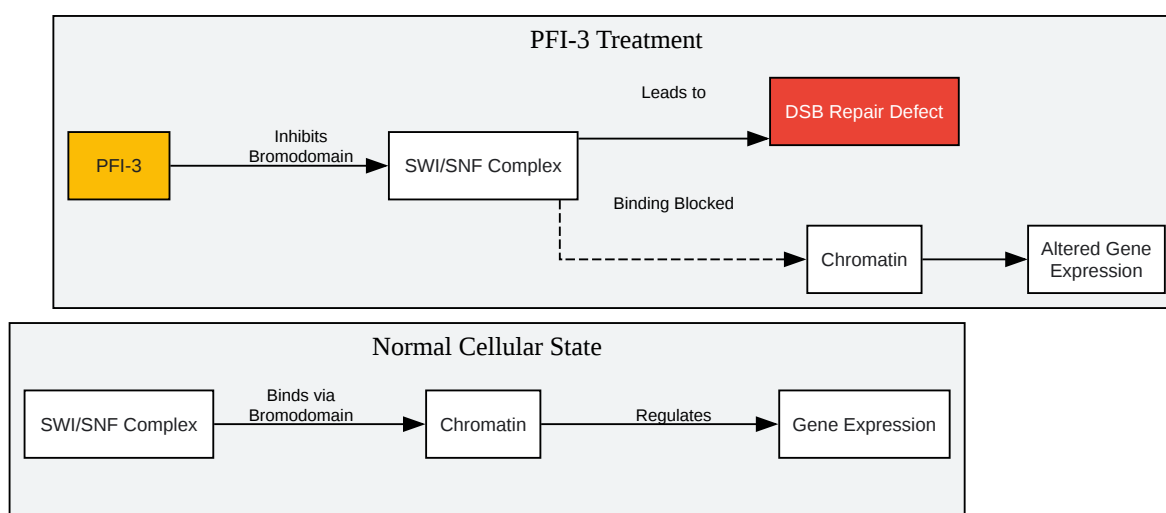 PFI-3 Treatment
Leads to
DSB Repair Defect
Inhibits
Bromodomain
PFI-3
SWI/SNF Complex
Binding Blocked
Chromatin
Altered Gene
Expression
Normal Cellular State
Binds via
Bromodomain
SWI/SNF Complex
Chromatin
Regulates
Gene Expression